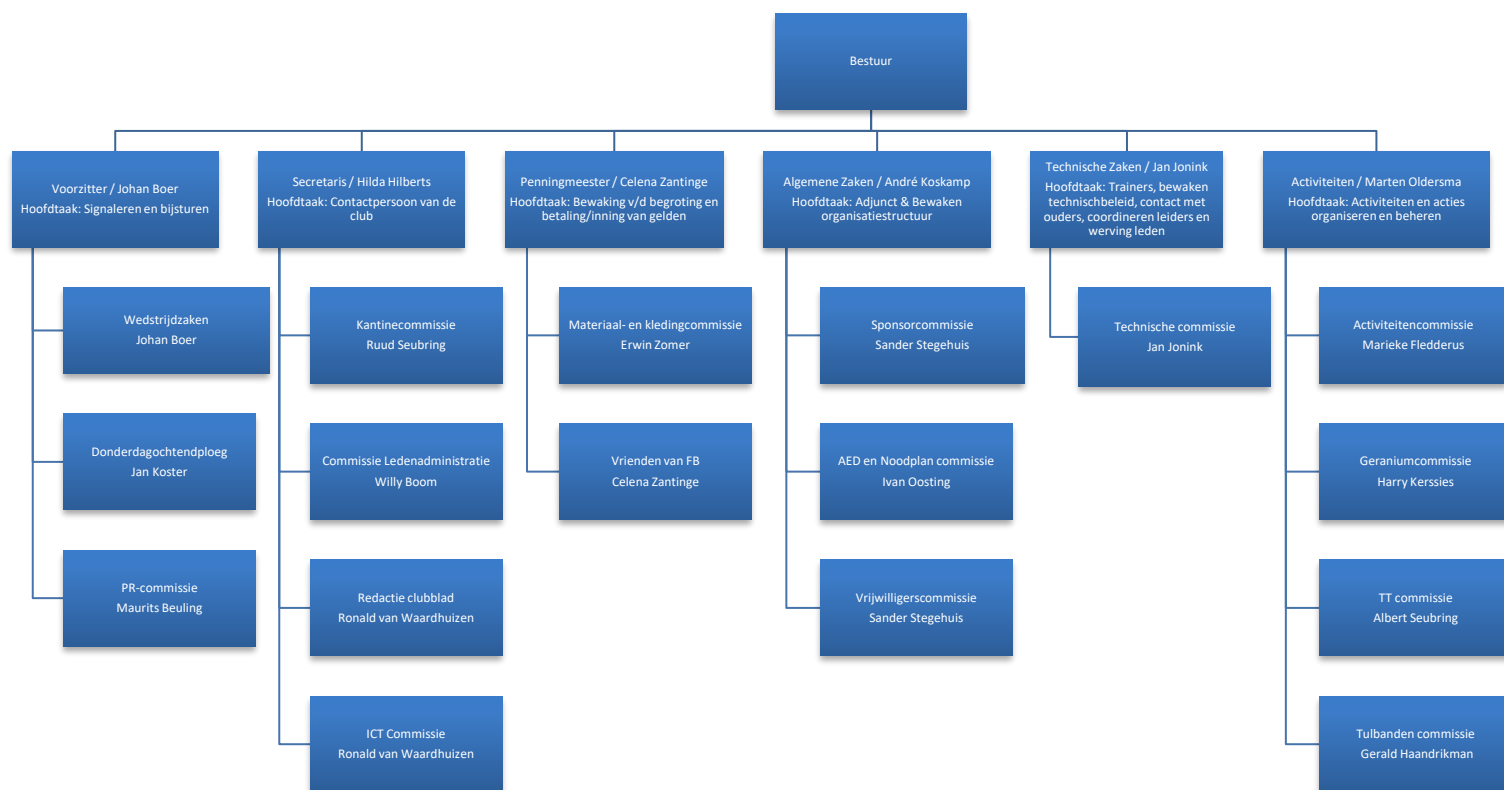 Bestuur
Voorzitter / Johan Boer
Hoofdtaak: Signaleren en bijsturen
Secretaris / Hilda Hilberts
Hoofdtaak: Contactpersoon van de
club
Penningmeester / Celena Zantinge
Hoofdtaak: Bewaking v/d begroting en
betaling/inning van gelden
Algemene Zaken / André Koskamp
Hoofdtaak: Adjunct & Bewaken
organisatiestructuur
Technische Zaken / Jan Jonink
Hoofdtaak: Trainers, bewaken
technischbeleid, contact met
ouders, coordineren leiders en
werving leden
Activiteiten / Marten Oldersma
Hoofdtaak: Activiteiten en acties
organiseren en beheren
Wedstrijdzaken
Johan Boer
Donderdagochtendploeg
Jan Koster
PR-commissie
Maurits Beuling
Kantinecommissie
Ruud Seubring
Commissie Ledenadministratie
Willy Boom
Redactie clubblad
Ronald van Waardhuizen
ICT Commissie
Ronald van Waardhuizen
Materiaal- en kledingcommissie
Erwin Zomer
Vrienden van FB
Celena Zantinge
Sponsorcommissie
Sander Stegehuis
AED en Noodplan commissie
Ivan Oosting
Vrijwilligerscommissie
Sander Stegehuis
Technische commissie
Jan Jonink
Activiteitencommissie
Marieke Fledderus
Geraniumcommissie
Harry Kerssies
TT commissie
Albert Seubring
Tulbanden commissie
Gerald Haandrikman